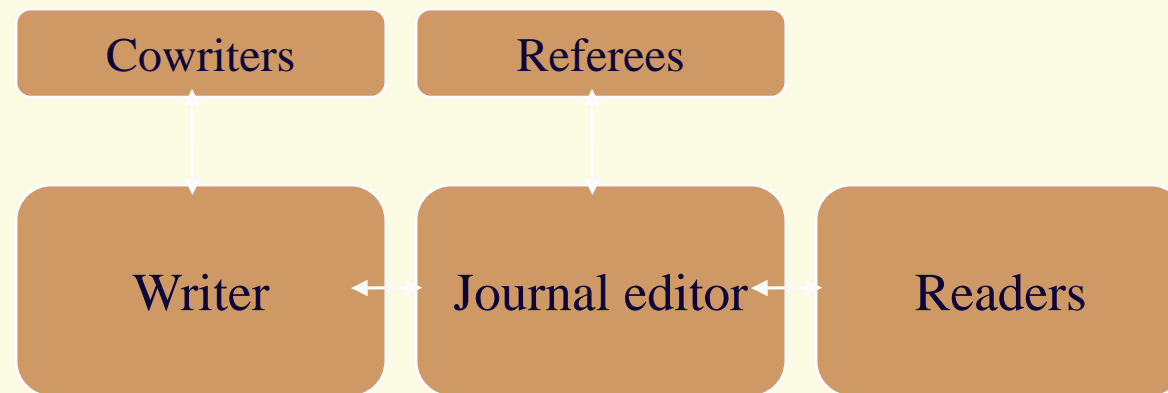 Cowriters
Referees
Writer
Journal editor
Readers